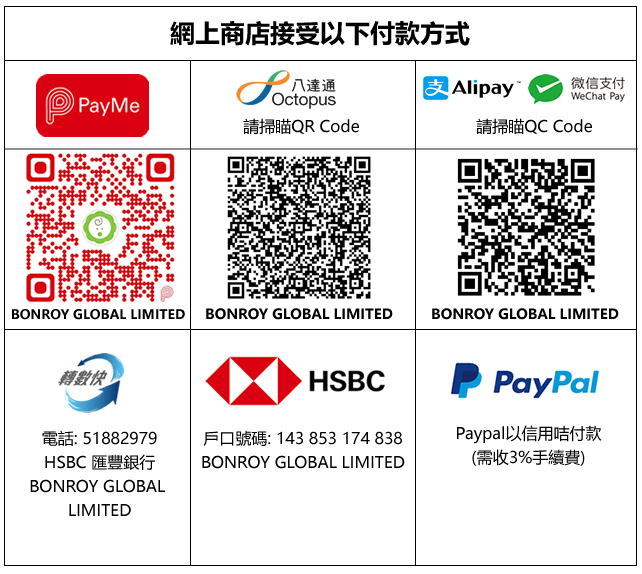 網上商店接受以下付款方式
PayMe
八達通
Octopus
請掃瞄QR Code
支 Alipay™
微信支付
WeChat Pay
請掃瞄QC Code
BONROY GLOBAL LIMITED
BONROY GLOBAL LIMITED
BONROY GLOBAL LIMITED
轉數快
電話: 51882979
HSBC 匯豐銀行
BONROY GLOBAL
LIMITED
HSBC
戶口號碼: 143 853 174 838
BONROY GLOBAL LIMITED
PayPal
Paypal以信用咭付款
(需收3%手續費)